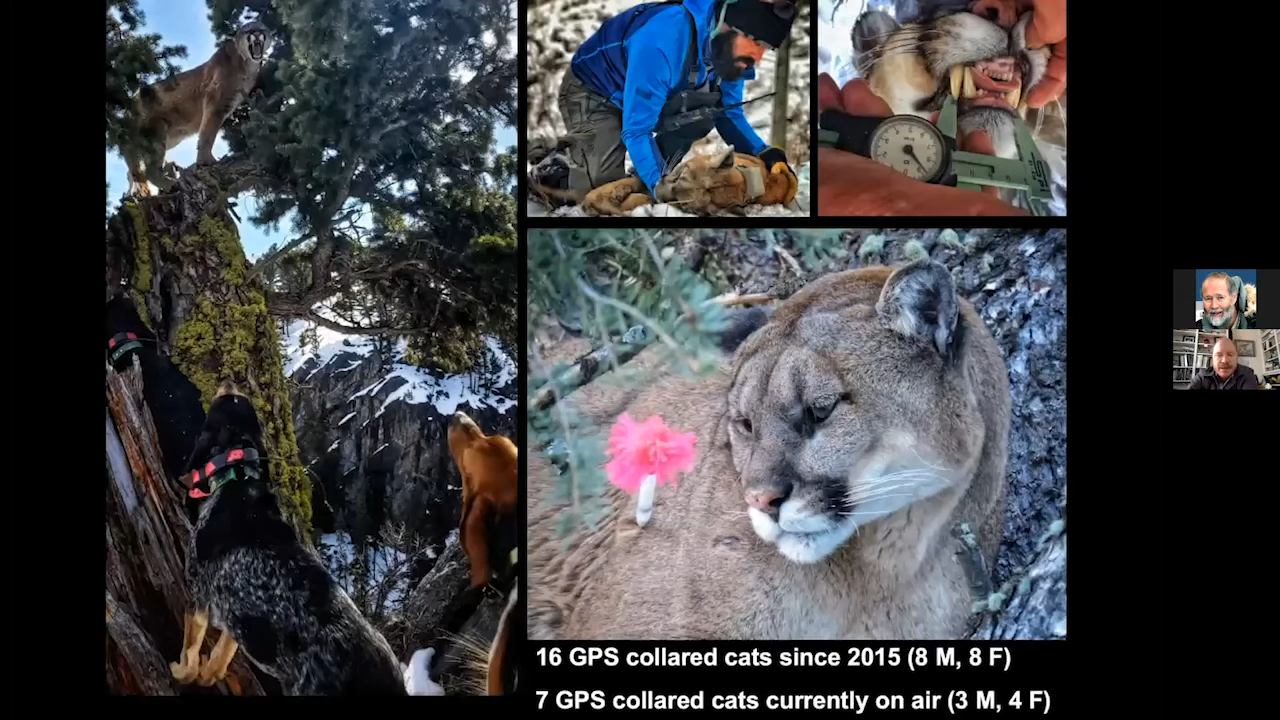 16 GPS collared cats since 2015 (8 M, 8 F)
7 GPS collared cats currently on air (3 M, 4 F)